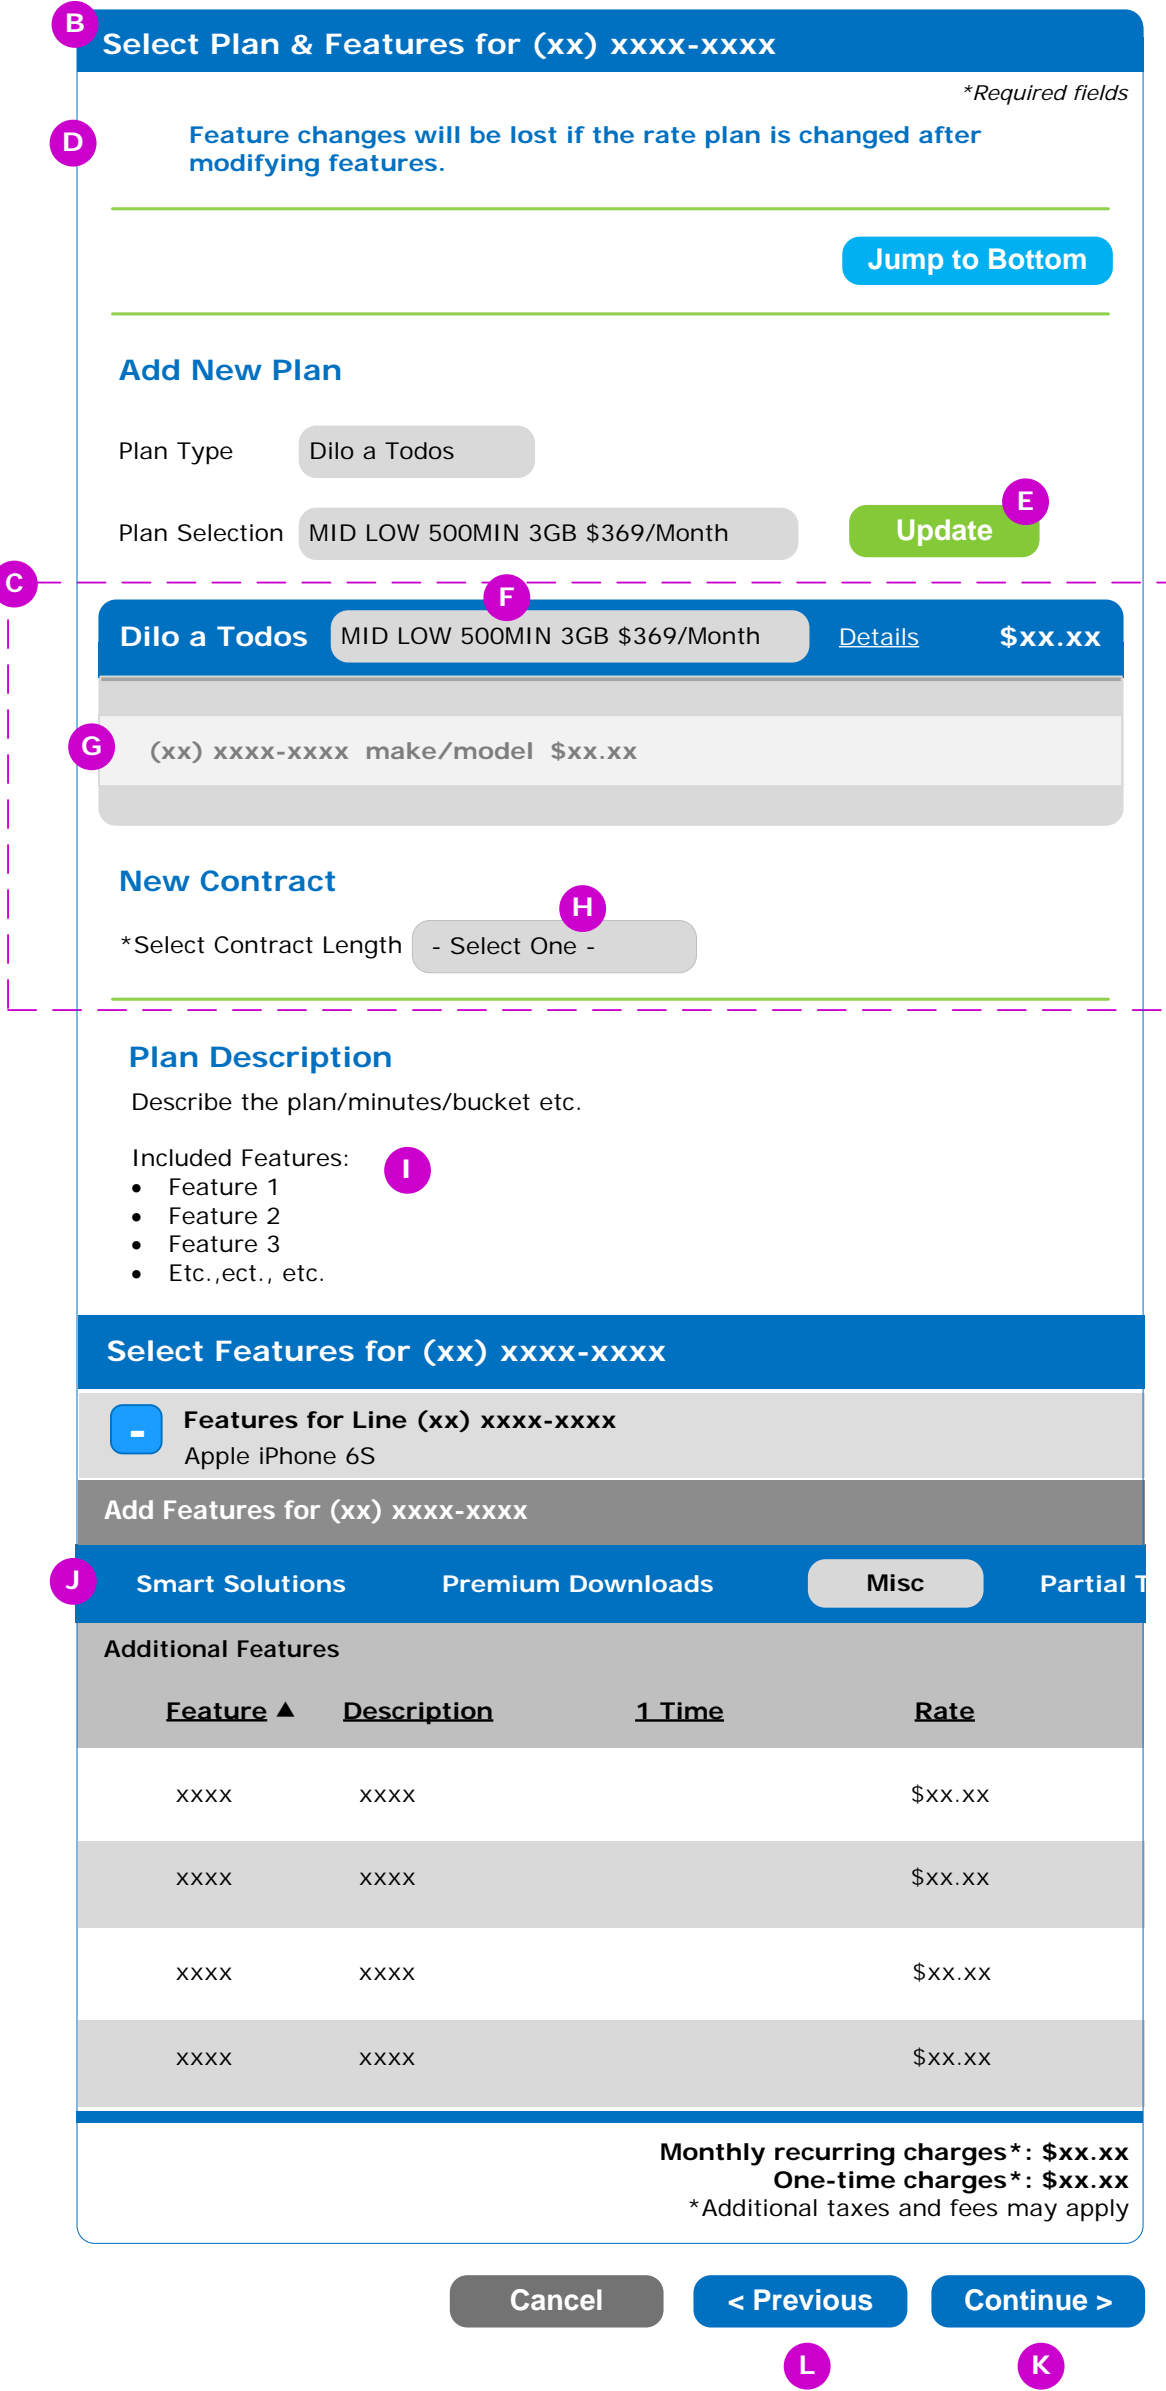 B
Select Plan & Features for (xx) xxxx-xxxx
*Required fields
D
Feature changes will be lost if the rate plan is changed after
modifying features.
Jump to Bottom
Add New Plan
Plan Type Dilo a Todos
E
Plan Selection MID LOW 500MIN 3GB $369/Month Update
C
F
Dilo a Todos MID LOW 500MIN 3GB $369/Month Details $xx.xx
G (xx) xxxx-xxxx make/model $xx.xx
New Contract
H
*Select Contract Length - Select One -
Plan Description
Describe the plan/minutes/bucket etc.
Included Features:
I
• Feature 1
• Feature 2
• Feature 3
• Etc.,ect., etc.
Select Features for (xx) xxxx-xxxx
- Features for Line (xx) xxxx-xxxx
Apple iPhone 6S
Add Features for (xx) xxxx-xxxx
J Smart Solutions Premium Downloads Misc Partial T
Additional Features
Feature ▲ Description 1 Time Rate
xxxx xxxx $xx.xx
xxxx xxxx $xx.xx
xxxx xxxx $xx.xx
xxxx xxxx $xx.xx
Monthly recurring charges*: $xx.xx
One-time charges*: $xx.xx
*Additional taxes and fees may apply
Cancel < Previous Continue >
L K